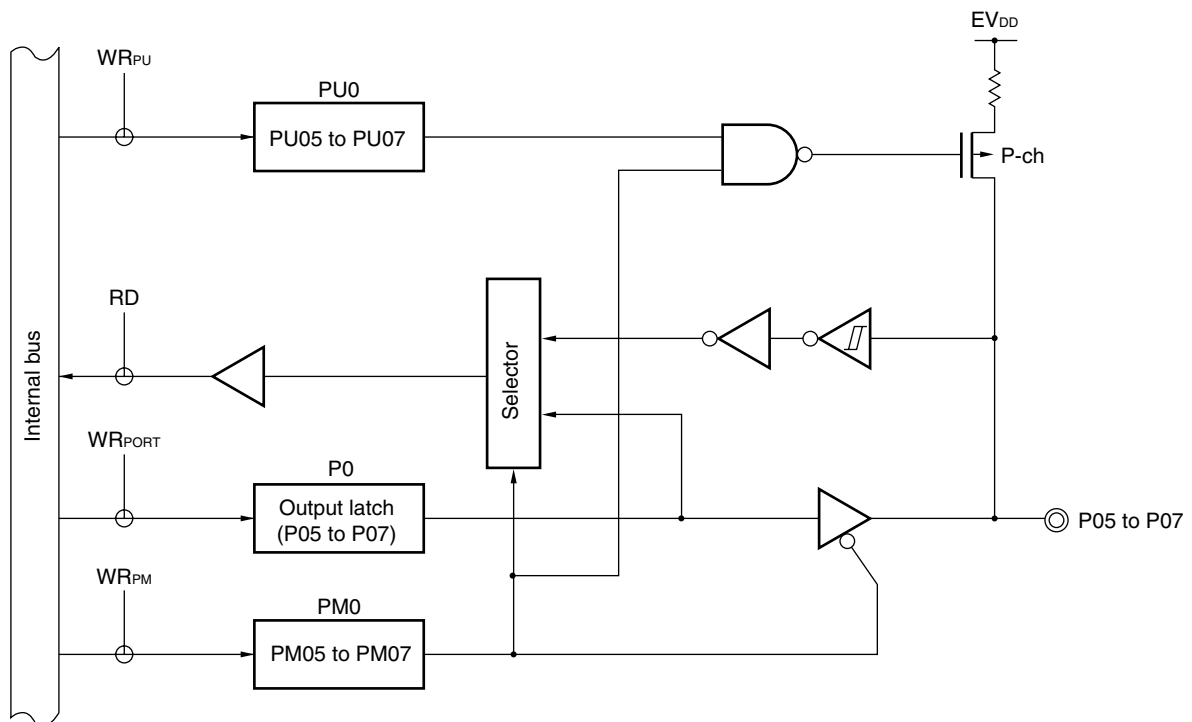 EVDD
WRPU
PU0
PU05 to PU07
P-ch
RD
Selector
Internal bus
WRPORT
P0
Output latch
(P05 to P07)
P05 to P07
WRPM
PM0
PM05 to PM07